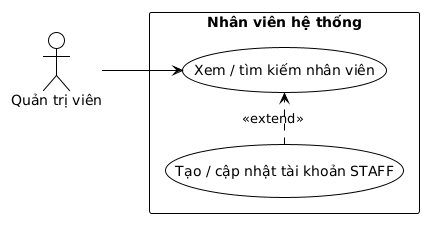 Nhân viên hệ thống
Xem / tìm kiếm nhân viên
Quản trị viên
«extend»
Tạo / cập nhật tài khoản STAFF